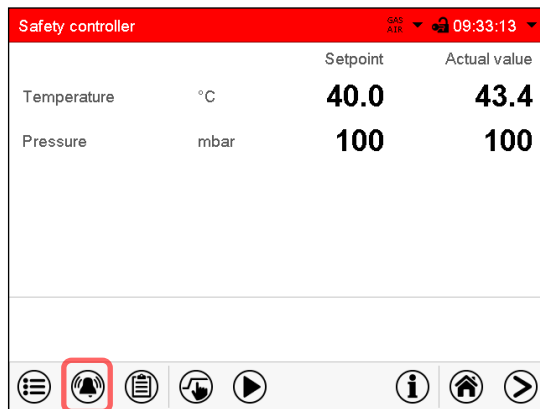 Safety controller GAS AIR 09:33:13
Setpoint Actual value
Temperature °C 40.0 43.4
Pressure mbar 100 100